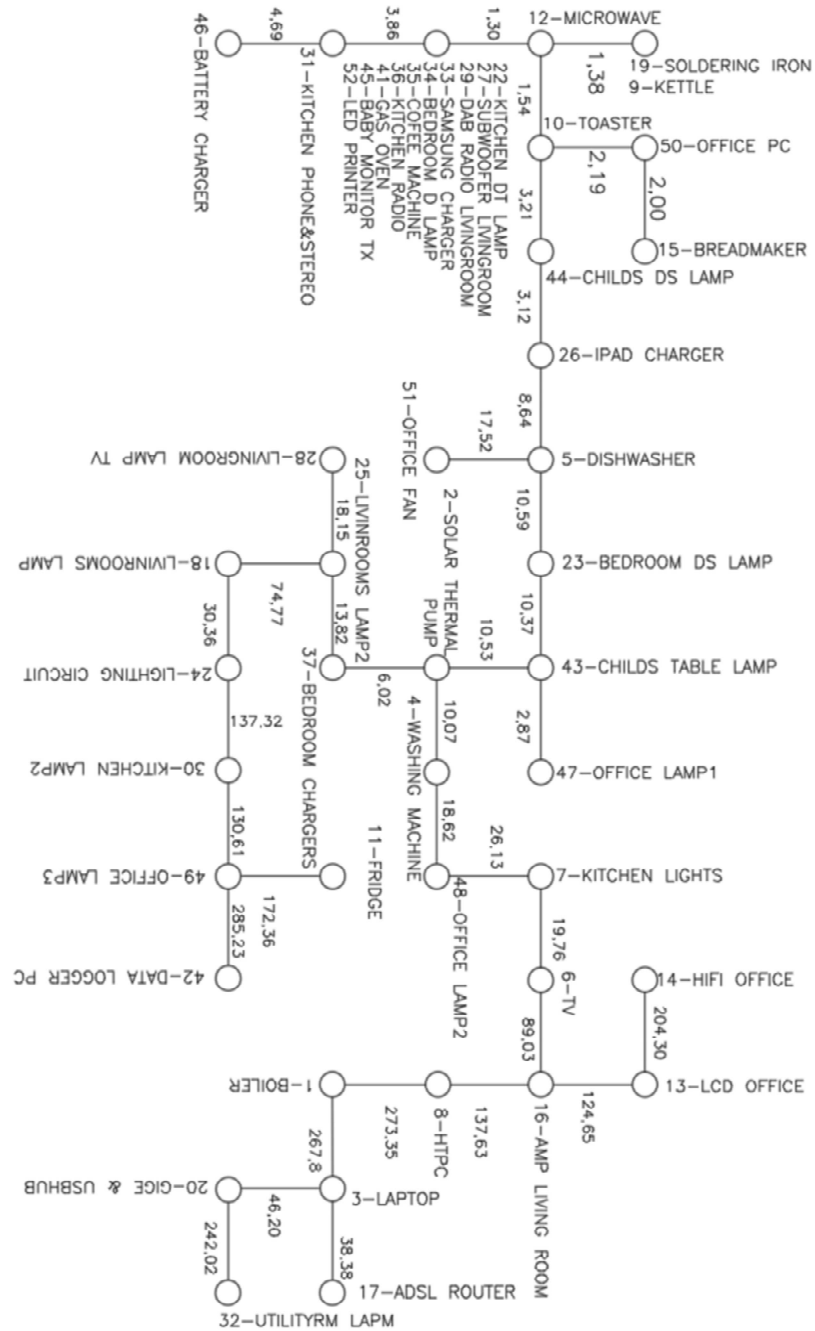 12-MICROWAVE
19-SOLDERING IRON
9-KETTLE
1,38
1,30
3,86
4,69
46-BATTERY CHARGER
31-KITCHEN PHONE&STEREO
22-KITCHEN DT LAMP
27-SUBWOOFER LIVINGROOM
29-DAB RADIO LIVINGROOM
33-SAMSUNG CHARGER
34-BEDROOM D LAMP
35-COFEE MACHINE
36-KITCHEN RADIO
41-GAS OVEN
45-BABY MONITOR TX
52-LED PRINTER
1,54
10-TOASTER
2,19
50-OFFICE PC
2,00
15-BREADMAKER
3,21
44-CHILDS DS LAMP
3,12
26-IPAD CHARGER
8,64
5-DISHWASHER
17,52
51-OFFICE FAN
10,59
23-BEDROOM DS LAMP
10,37
43-CHILDS TABLE LAMP
2,87
47-OFFICE LAMP1
10,53
2-SOLAR THERMAL
PUMP
6,02
37-BEDROOM CHARGERS
13,82
25-LIVINROOMS LAMP2
18,15
28-LIVINGROOM LAMP TV
74,77
18-LIVINROOMS LAMP
30,36
24-LIGHTING CIRCUIT
137,32
30-KITCHEN LAMP2
130,61
49-OFFICE LAMP3
172,36
11-FRIDGE
285,23
42-DATA LOGGER PC
10,07
4-WASHING MACHINE
18,62
48-OFFICE LAMP2
26,13
7-KITCHEN LIGHTS
19,76
6-TV
89,03
16-AMP LIVING ROOM
124,65
13-LCD OFFICE
204,30
14-HIFI OFFICE
137,63
8-HTPC
273,35
1-BOILER
267,8
3-LAPTOP
38,38
17-ADSL ROUTER
46,20
20-GIGE & USBHUB
242,02
32-UTILITYRM LAPM